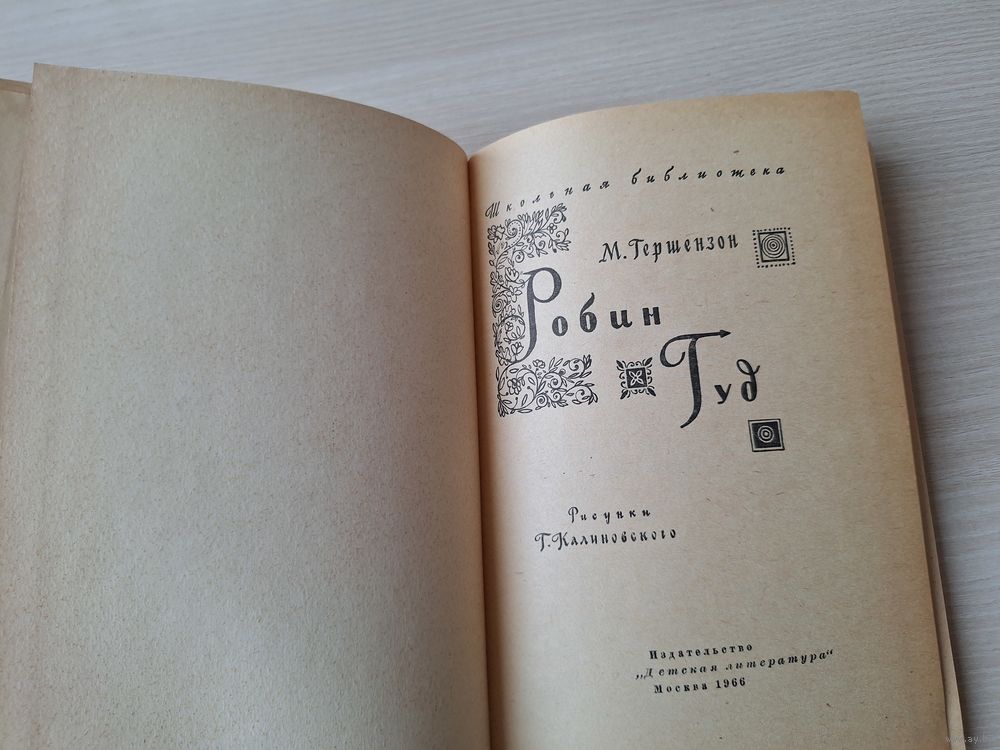 Школьная библиотека
М. Гершензон
Робин
Гуд
Рисунки
Г. Калиновского
Издательство
„Детская литература“
Москва 1966